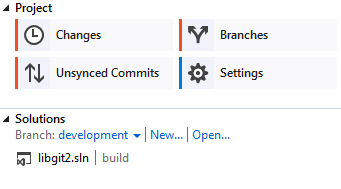 Project
Changes
Branches
Unsynced Commits
Settings
Solutions
Branch: development | New... | Open...
libgit2.sln | build